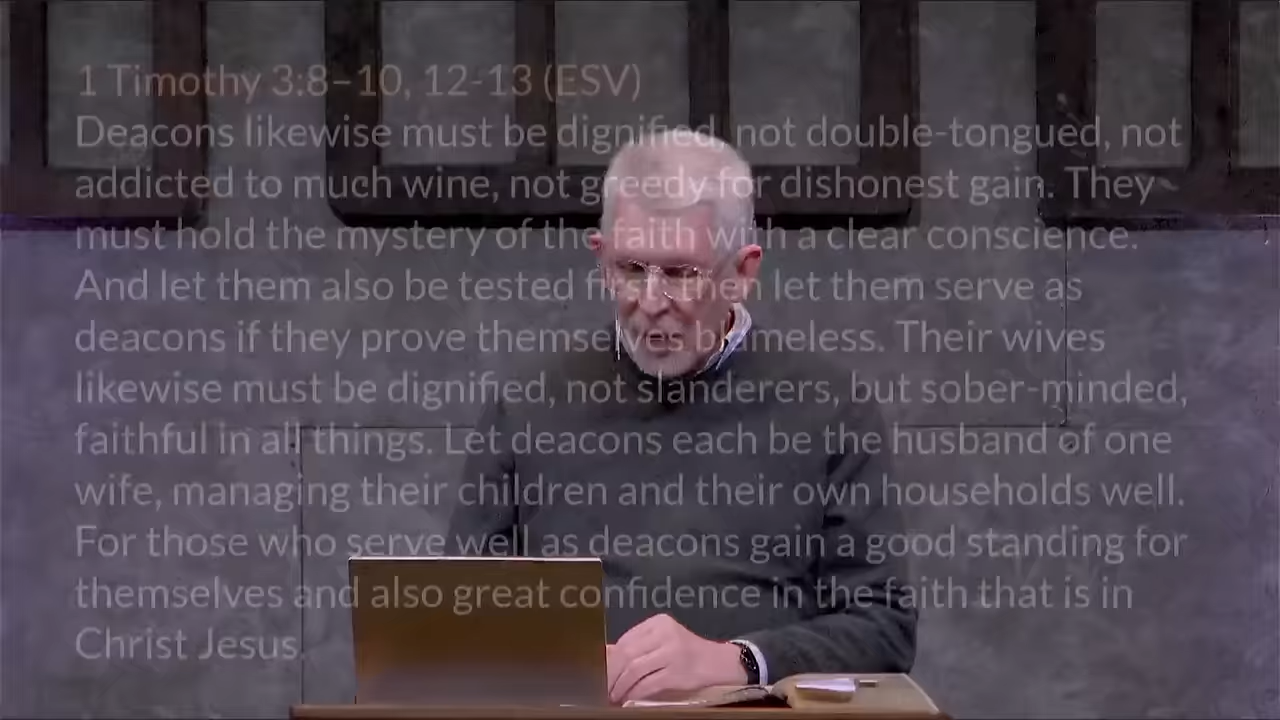 1 Timothy 3:8–10, 12-13 (ESV)
Deacons likewise must be dignified, not double-tongued, not
addicted to much wine, not greedy for dishonest gain. They
must hold the mystery of the faith with a clear conscience.
And let them also be tested first; then let them serve as
deacons if they prove themselves blameless. Their wives
likewise must be dignified, not slanderers, but sober-minded,
faithful in all things. Let deacons each be the husband of one
wife, managing their children and their own households well.
For those who serve well as deacons gain a good standing for
themselves and also great confidence in the faith that is in
Christ Jesus.